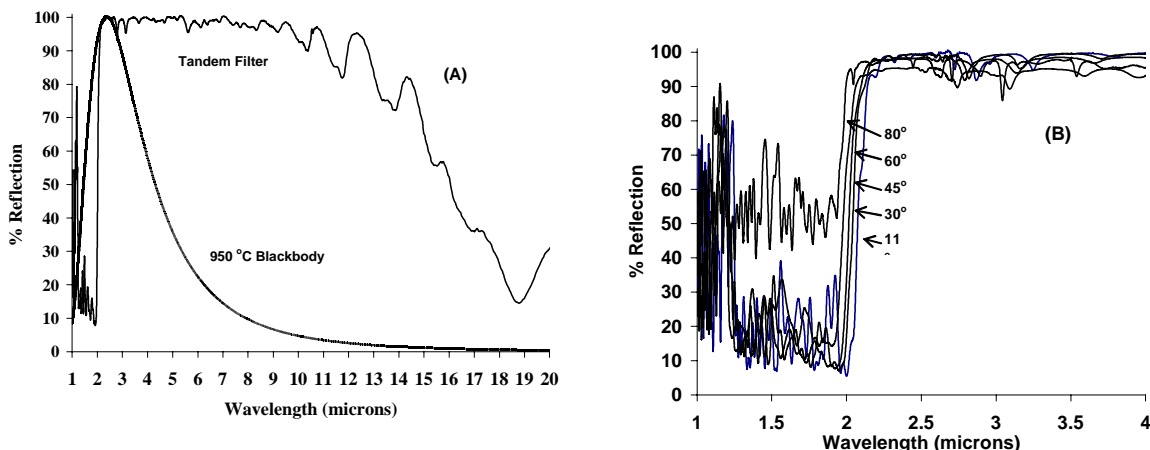 100
90
80
70
60
50
40
30
20
10
0
% Reflection
Tandem Filter
(A)
950 °C Blackbody
1 2 3 4 5 6 7 8 9 10 11 12 13 14 15 16 17 18 19 20
Wavelength (microns)
100
90
80
70
60
50
40
30
20
10
0
% Reflection
80°
60°
45°
30°
11
(B)
1 1.5 2 2.5 3 3.5 4
Wavelength (microns)